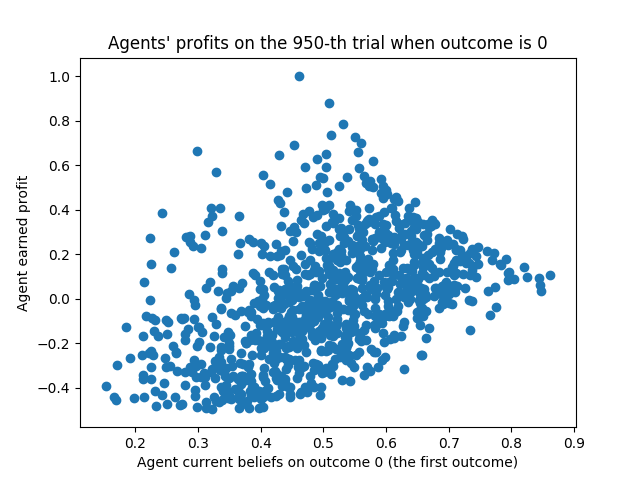 Agents' profits on the 950-th trial when outcome is 0
1.0
0.8
0.6
0.4
0.2
0.0
−0.2
−0.4
Agent earned profit
0.2 0.3 0.4 0.5 0.6 0.7 0.8 0.9
Agent current beliefs on outcome 0 (the first outcome)